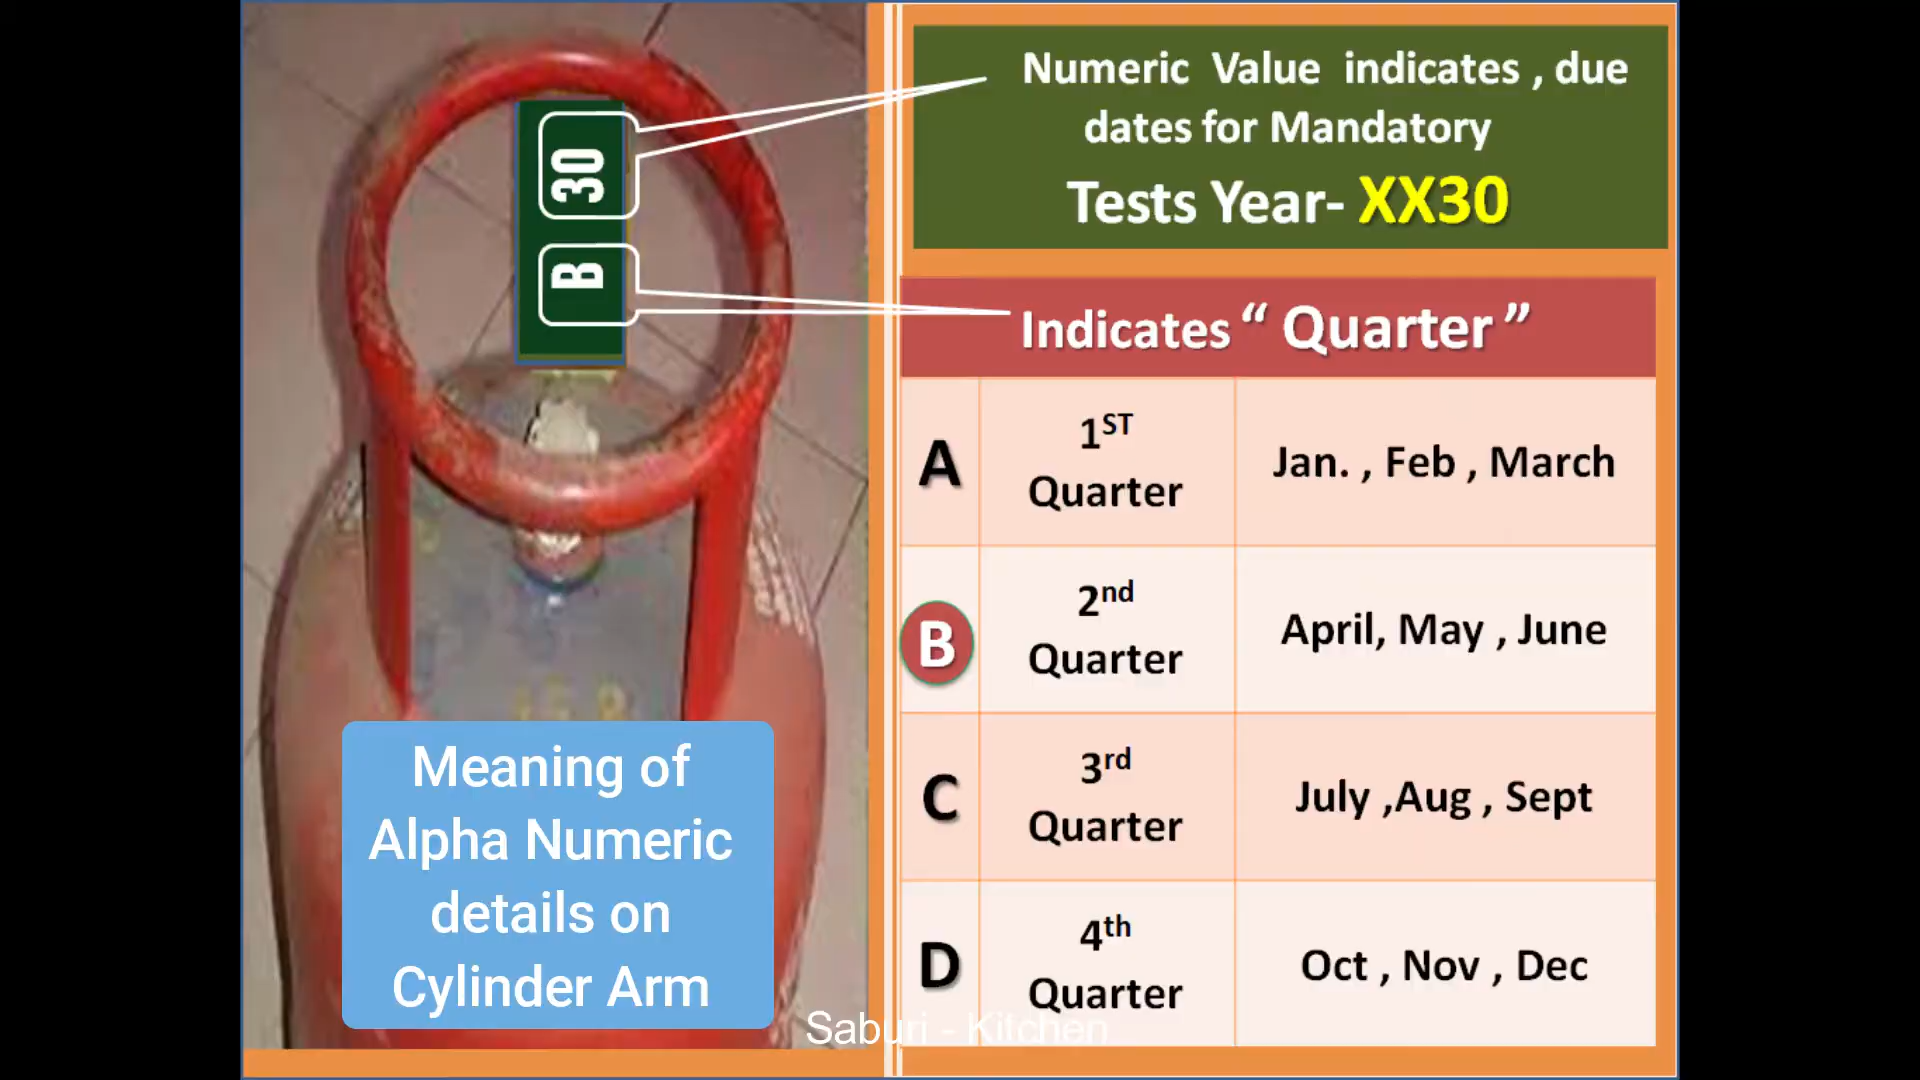 30
B
Numeric Value indicates , due
dates for Mandatory
Tests Year- XX30
Indicates “ Quarter ”
A
1ST
Quarter
Jan. , Feb , March
B
2nd
Quarter
April, May , June
C
3rd
Quarter
July ,Aug , Sept
D
4th
Quarter
Oct , Nov , Dec
Meaning of
Alpha Numeric
details on
Cylinder Arm
Saburi - Kitchen